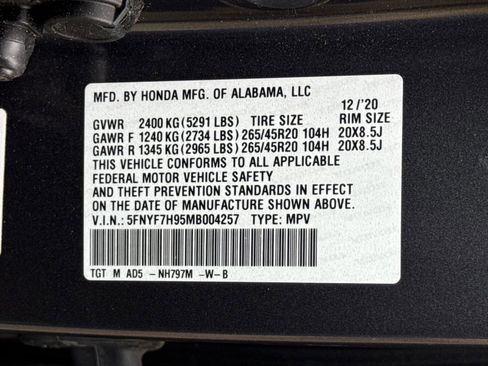 MFD. BY HONDA MFG. OF ALABAMA, LLC
12/'20
GVWR 2400 KG(5291 LBS) TIRE SIZE RIM SIZE
GAWR F 1240 KG(2734 LBS) 265/45R20 104H 20X8.5J
GAWR R 1345 KG(2965 LBS) 265/45R20 104H 20X8.5J
THIS VEHICLE CONFORMS TO ALL APPLICABLE
FEDERAL MOTOR VEHICLE SAFETY
AND THEFT PREVENTION STANDARDS IN EFFECT
ON THE DATE OF MANUFACTURE SHOWN ABOVE.
V.I.N.: 5FNYF7H95MB004257 TYPE: MPV
TGT M AD5 -NH797M -W-B